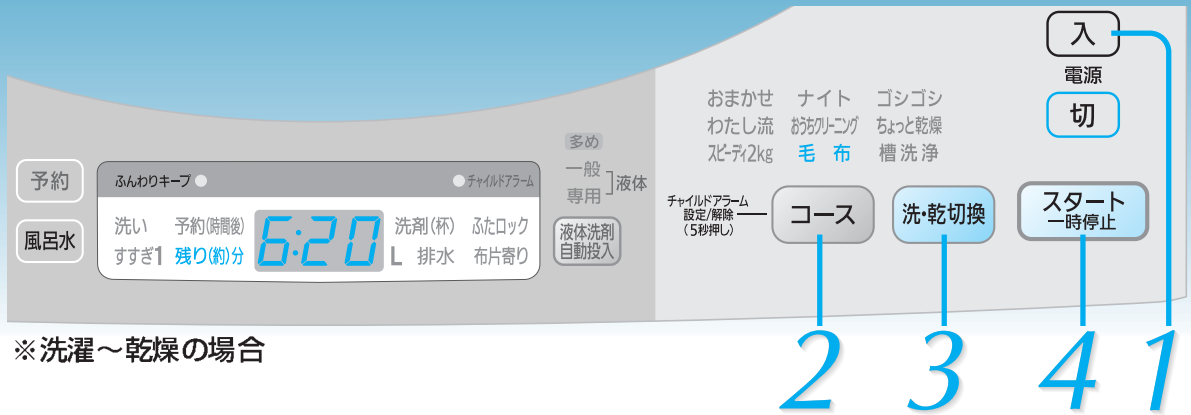 入
電源
切
おまかせ ナイト ゴシゴシ
わたし流 おうちクリーニング ちょっと乾燥
スピーディ2kg 毛布 槽洗浄
多め
一般
専用
液体
予約
ふんわりキープ チャイルドアラーム
風呂水
洗い 予約(時間後) 6:20 洗剤(杯) ふたロック
すすぎ1 残り(約)分 L 排水 布片寄り
液体洗剤
自動投入
チャイルドアラーム
設定/解除
(5秒押し)
コース
洗・乾切換
スタート
一時停止
2 3 4 1
※洗濯～乾燥の場合